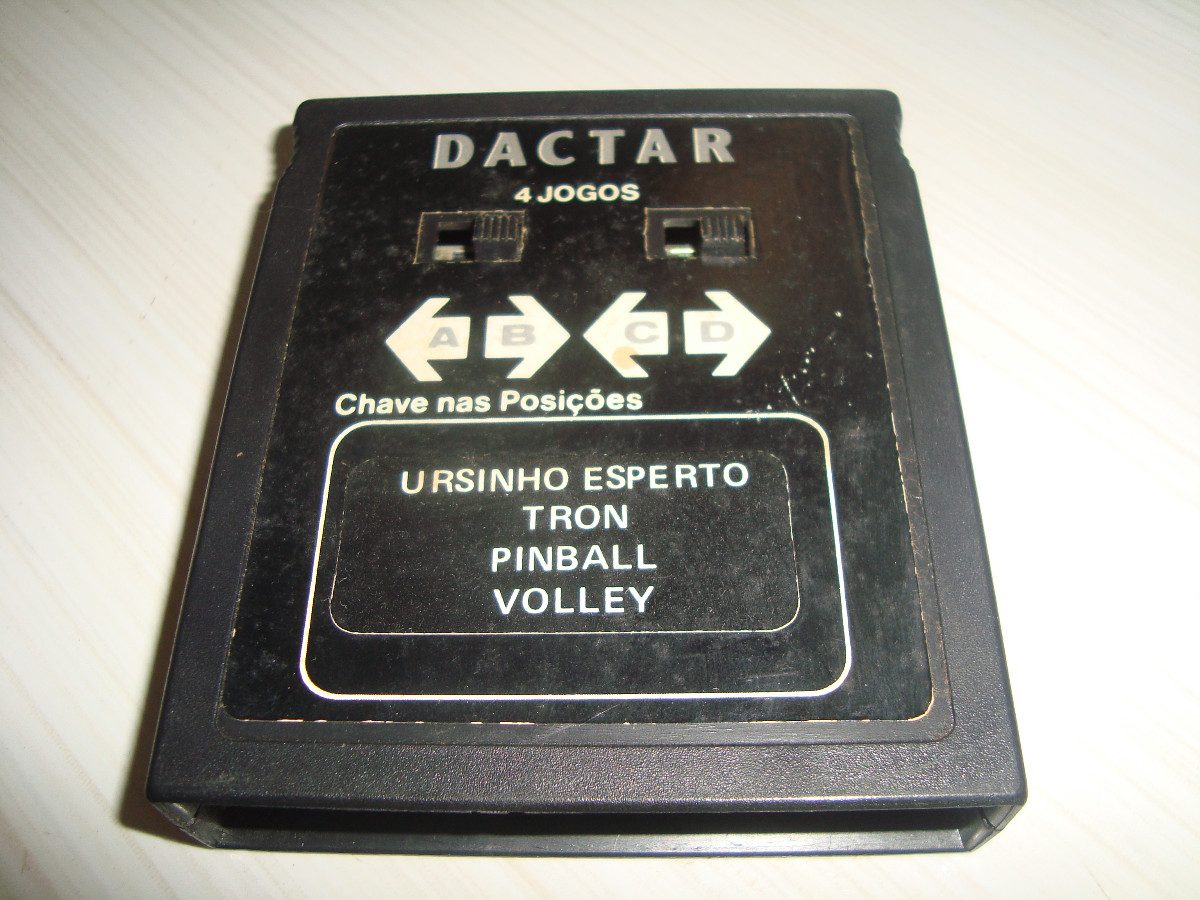 DACTAR
4 JOGOS
A B C D
Chave nas Posições
URSINHO ESPERTO
TRON
PINBALL
VOLLEY